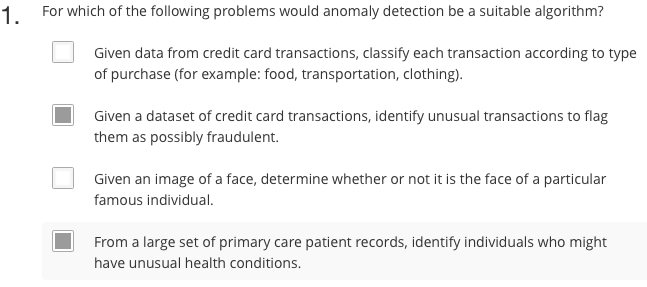 1. For which of the following problems would anomaly detection be a suitable algorithm?
Given data from credit card transactions, classify each transaction according to type
of purchase (for example: food, transportation, clothing).
Given a dataset of credit card transactions, identify unusual transactions to flag
them as possibly fraudulent.
Given an image of a face, determine whether or not it is the face of a particular
famous individual.
From a large set of primary care patient records, identify individuals who might
have unusual health conditions.